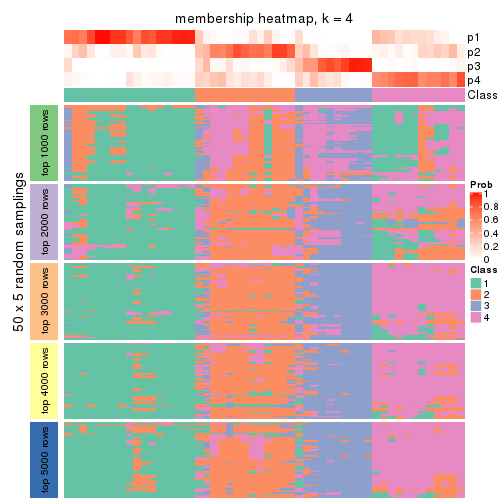 membership heatmap, k = 4
p1
p2
p3
p4
Class
50 x 5 random samplings
top 1000 rows
top 2000 rows
top 3000 rows
top 4000 rows
top 5000 rows
Prob
1
0.8
0.6
0.4
0.2
0
Class
1
2
3
4